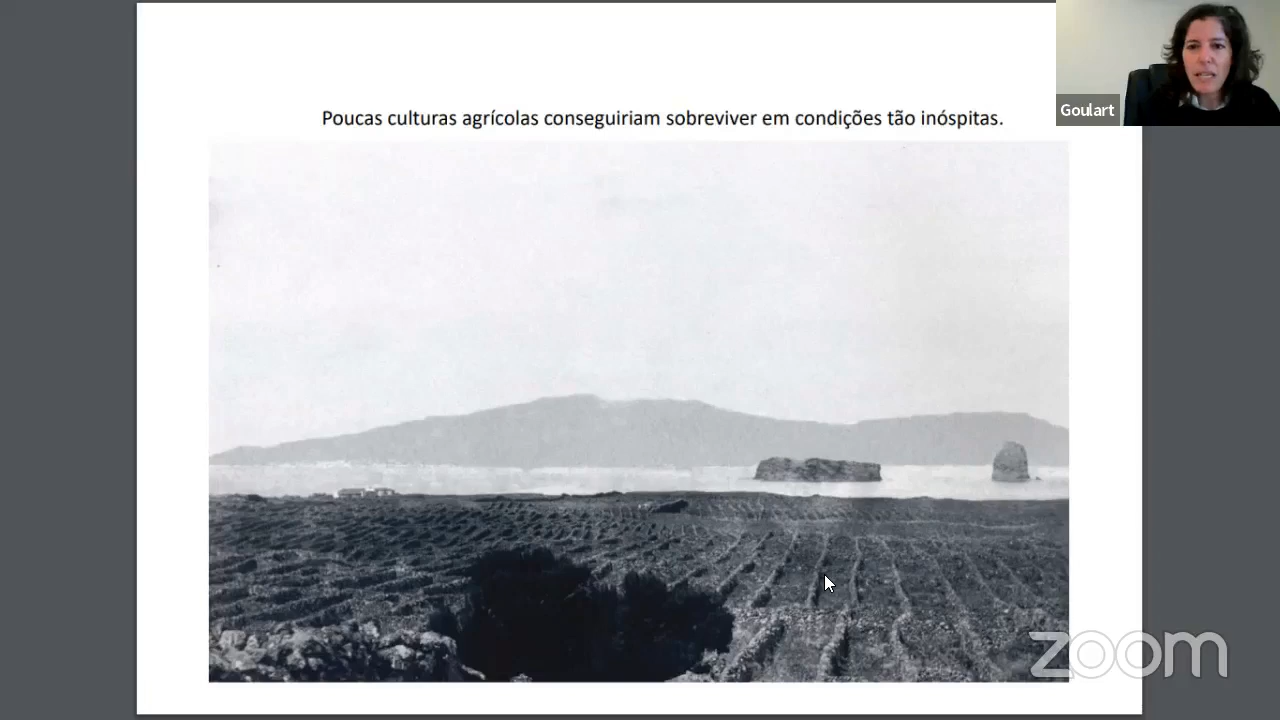 Poucas culturas agrícolas conseguiriam sobreviver em condições tão inóspitas.
Goulart
zoom